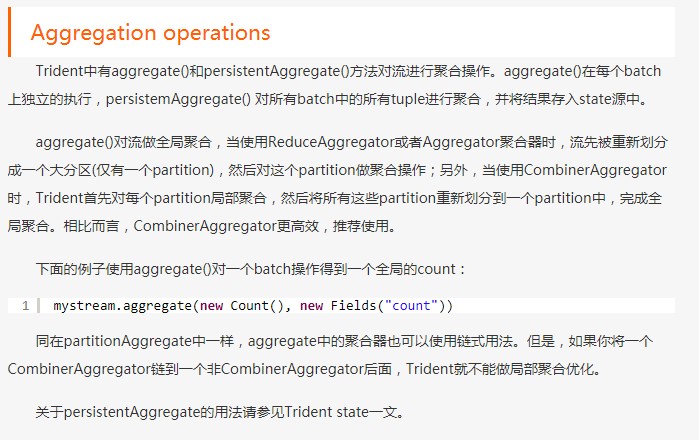 Aggregation operations
Trident中有aggregate()和persistentAggregate()方法对流进行聚合操作。aggregate()在每个batch
上独立的执行，persistemAggregate() 对所有batch中的所有tuple进行聚合，并将结果存入state源中。
aggregate()对流做全局聚合，当使用ReduceAggregator或者Aggregator聚合器时，流先被重新划分
成一个大分区(仅有一个partition)，然后对这个partition做聚合操作；另外，当使用CombinerAggregator
时，Trident首先对每个partition局部聚合，然后将所有这些partition重新划分到一个partition中，完成全
局聚合。相比而言，CombinerAggregator更高效，推荐使用。
下面的例子使用aggregate()对一个batch操作得到一个全局的count：
1 mystream.aggregate(new Count(), new Fields("count"))
同在partitionAggregate中一样，aggregate中的聚合器也可以使用链式用法。但是，如果你将一个
CombinerAggregator链到一个非CombinerAggregator后面，Trident就不能做局部聚合优化。
关于persistentAggregate的用法请参见Trident state一文。